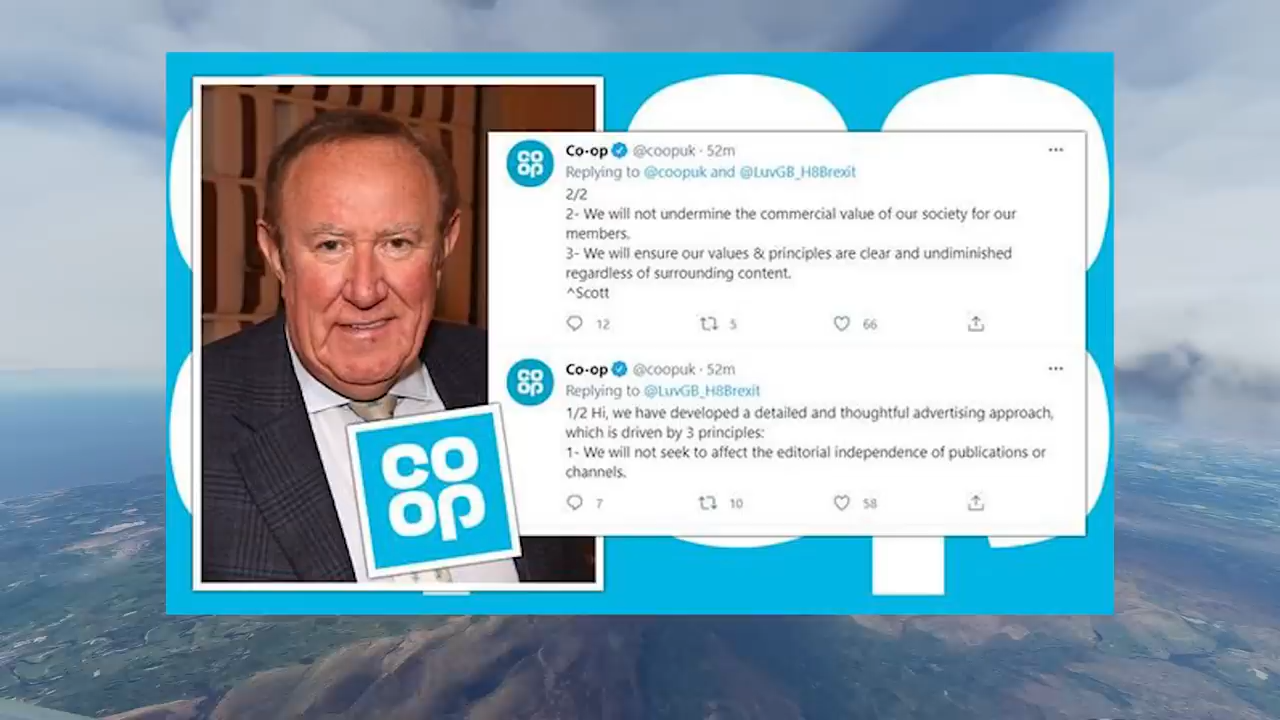 Co-op @coopuk · 52m
Replying to @coopuk and @LuvGB_H8Brexit
2/2
2- We will not undermine the commercial value of our society for our
members.
3- We will ensure our values & principles are clear and undiminished
regardless of surrounding content.
^Scott
12 5 66
Co-op @coopuk · 52m
Replying to @LuvGB_H8Brexit
1/2 Hi, we have developed a detailed and thoughtful advertising approach,
which is driven by 3 principles:
1- We will not seek to affect the editorial independence of publications or
channels.
7 10 58
co
op
co
op
co
op